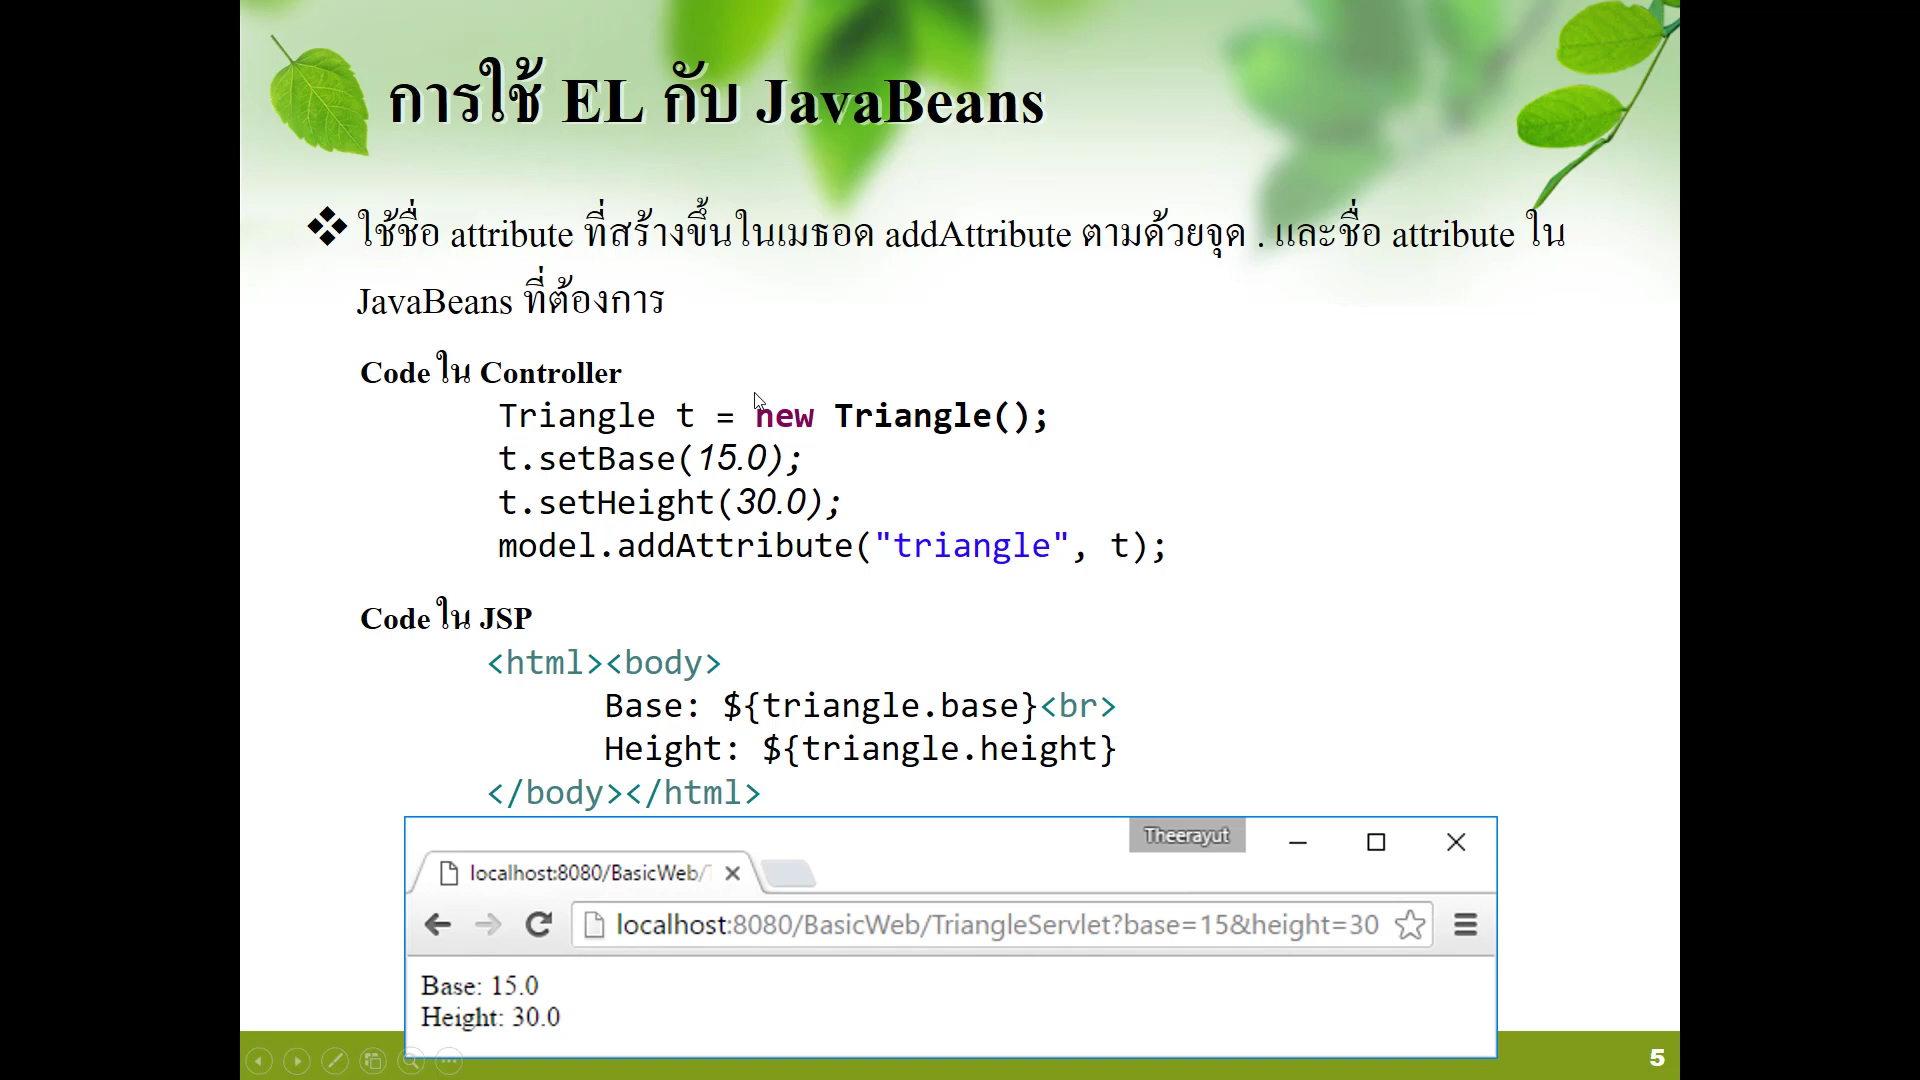 การใช้ EL กับ JavaBeans
❖ ใช้ชื่อ attribute ที่สร้างขึ้นในเมธอด addAttribute ตามด้วยจุด . และชื่อ attribute ใน
JavaBeans ที่ต้องการ
Code ใน Controller
Triangle t = new Triangle();
t.setBase(15.0);
t.setHeight(30.0);
model.addAttribute("triangle", t);
Code ใน JSP
<html><body>
Base: ${triangle.base}<br>
Height: ${triangle.height}
</body></html>
Theerayut
localhost:8080/BasicWeb/
localhost:8080/BasicWeb/TriangleServlet?base=15&height=30
Base: 15.0
Height: 30.0
5